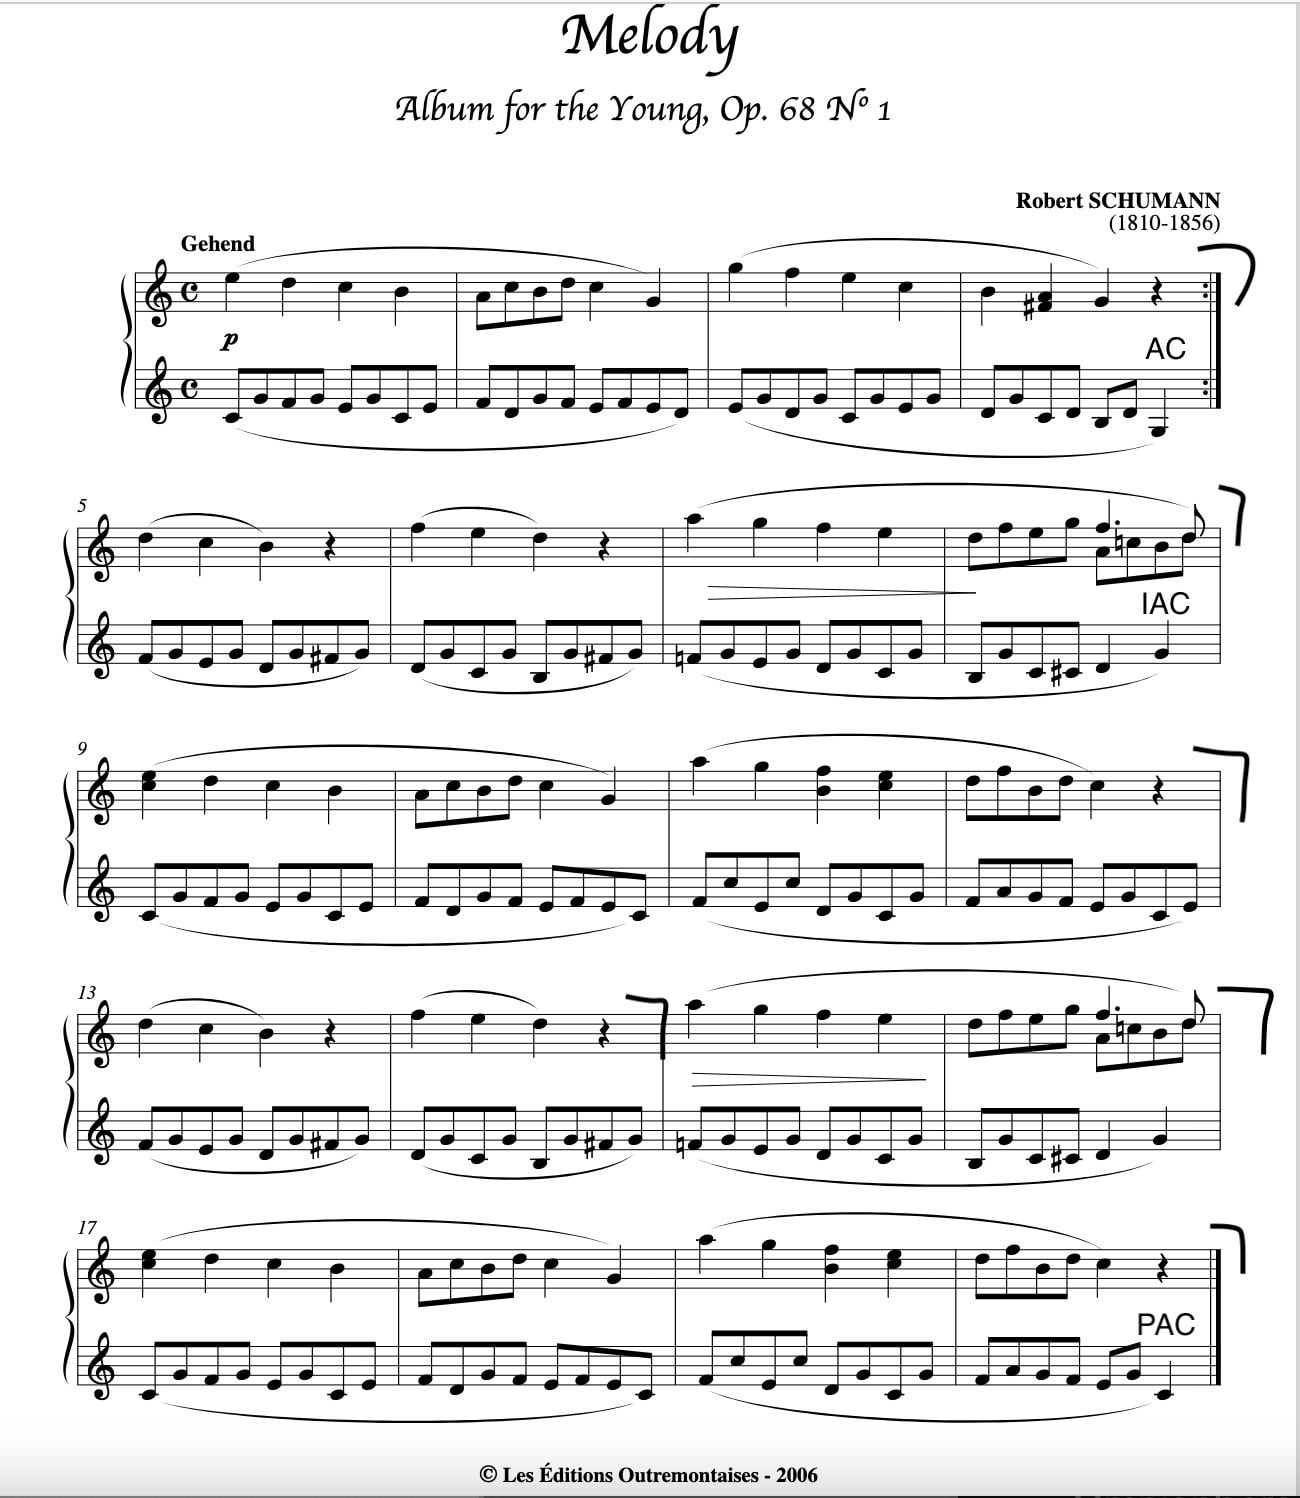 Melody
Album for the Young, Op. 68 Nº 1
Robert SCHUMANN
(1810-1856)
Gehend
p
AC
5
IAC
9
13
17
PAC
© Les Éditions Outremontaises - 2006